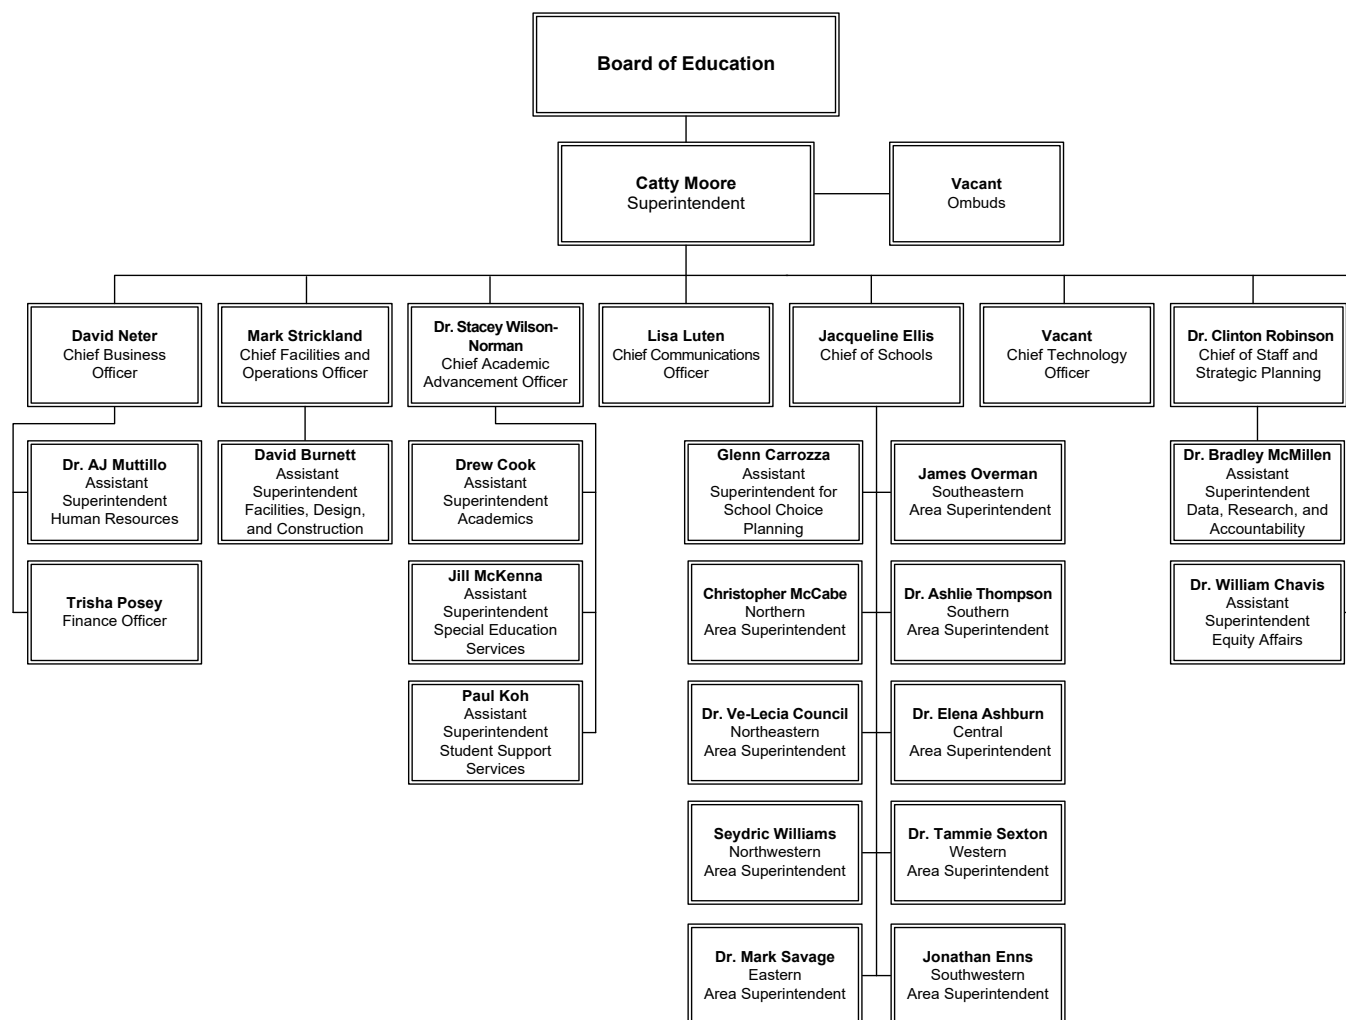 Board of Education
Catty Moore
Superintendent
Vacant
Ombuds
David Neter
Chief Business
Officer
Mark Strickland
Chief Facilities and
Operations Officer
Dr. Stacey Wilson-
Norman
Chief Academic
Advancement Officer
Lisa Luten
Chief Communications
Officer
Jacqueline Ellis
Chief of Schools
Vacant
Chief Technology
Officer
Dr. Clinton Robinson
Chief of Staff and
Strategic Planning
Dr. AJ Muttillo
Assistant
Superintendent
Human Resources
David Burnett
Assistant
Superintendent
Facilities, Design,
and Construction
Drew Cook
Assistant
Superintendent
Academics
Glenn Carrozza
Assistant
Superintendent for
School Choice
Planning
James Overman
Southeastern
Area Superintendent
Dr. Bradley McMillen
Assistant
Superintendent
Data, Research, and
Accountability
Trisha Posey
Finance Officer
Jill McKenna
Assistant
Superintendent
Special Education
Services
Christopher McCabe
Northern
Area Superintendent
Dr. Ashlie Thompson
Southern
Area Superintendent
Dr. William Chavis
Assistant
Superintendent
Equity Affairs
Paul Koh
Assistant
Superintendent
Student Support
Services
Dr. Ve-Lecia Council
Northeastern
Area Superintendent
Dr. Elena Ashburn
Central
Area Superintendent
Seydric Williams
Northwestern
Area Superintendent
Dr. Tammie Sexton
Western
Area Superintendent
Dr. Mark Savage
Eastern
Area Superintendent
Jonathan Enns
Southwestern
Area Superintendent